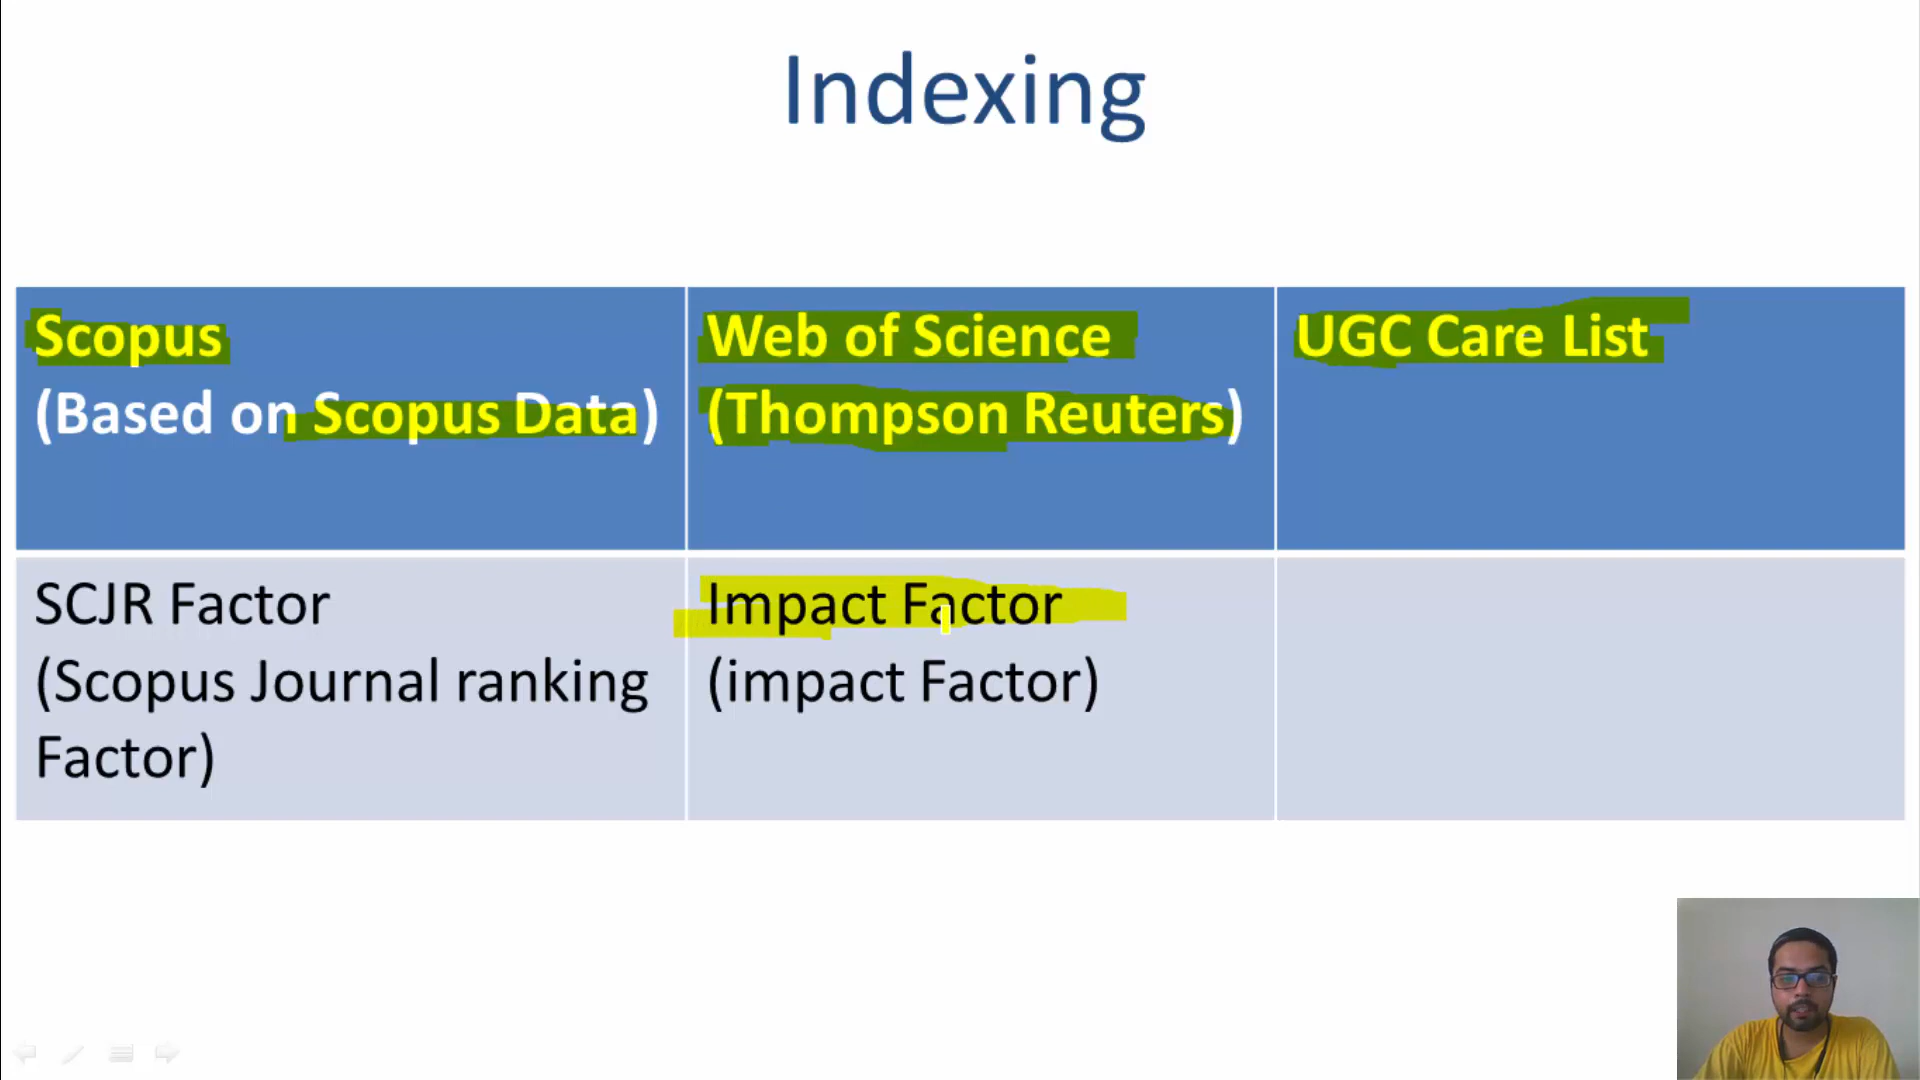 Indexing
Scopus
(Based on Scopus Data)
Web of Science
(Thompson Reuters)
UGC Care List
SCJR Factor
(Scopus Journal ranking
Factor)
Impact Factor
(impact Factor)